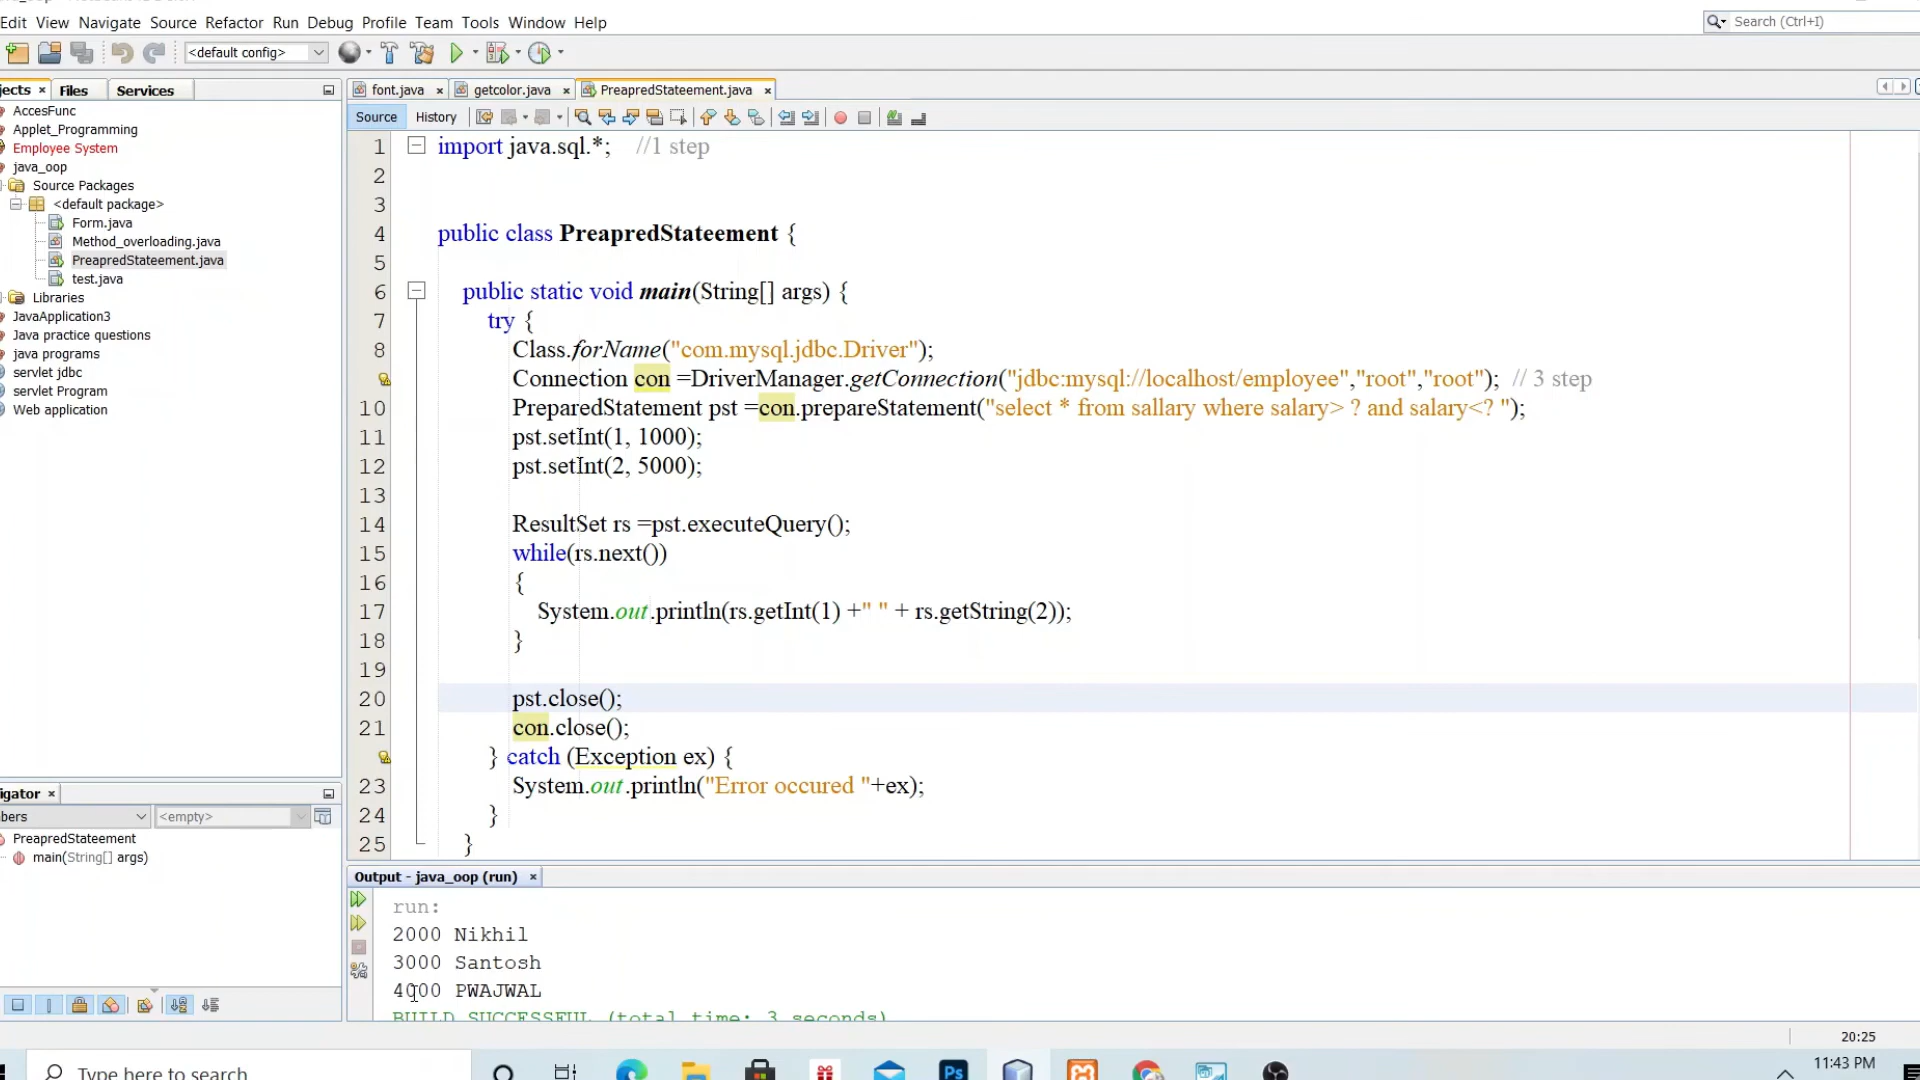 Edit View Navigate Source Refactor Run Debug Profile Team Tools Window Help
Search (Ctrl+I)
<default config>
Files
Services
font.java
getcolor.java
PreapredStateement.java
Source History
AccesFunc
Applet_Programming
Employee System
java_oop
Source Packages
<default package>
Form.java
Method_overloading.java
PreapredStateement.java
test.java
Libraries
JavaApplication3
Java practice questions
java programs
servlet jdbc
servlet Program
Web application
1 import java.sql.*; //1 step
2
3
4 public class PreapredStateement {
5
6 public static void main(String[] args) {
7 try {
8 Class.forName("com.mysql.jdbc.Driver");
Connection con =DriverManager.getConnection("jdbc:mysql://localhost/employee","root","root"); // 3 step
10 PreparedStatement pst =con.prepareStatement("select * from sallary where salary> ? and salary<? ");
11 pst.setInt(1, 1000);
12 pst.setInt(2, 5000);
13
14 ResultSet rs =pst.executeQuery();
15 while(rs.next())
16 {
17 System.out.println(rs.getInt(1) +" " + rs.getString(2));
18 }
19
20 pst.close();
21 con.close();
} catch (Exception ex) {
23 System.out.println("Error occured "+ex);
24 }
25 }
<empty>
PreapredStateement
main(String[] args)
Output - java_oop (run)
run:
2000 Nikhil
3000 Santosh
4000 PWAJWAL
BUILD SUCCESSFUL (total time: 3 seconds)
20:25
Type here to search
Ps
11:43 PM